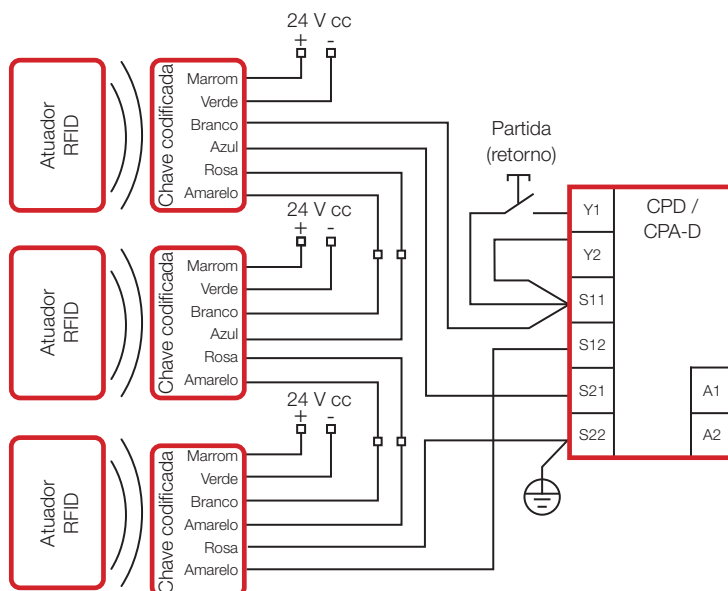 24 V cc
+ -
Atuador
RFID
Chave codificada
Marrom
Verde
Branco
Azul
Rosa
Amarelo
24 V cc
+ -
Atuador
RFID
Chave codificada
Marrom
Verde
Branco
Azul
Rosa
Amarelo
24 V cc
+ -
Atuador
RFID
Chave codificada
Marrom
Verde
Branco
Amarelo
Rosa
Amarelo
Partida
(retorno)
CPD /
CPA-D
Y1
Y2
S11
S12
S21
S22
A1
A2